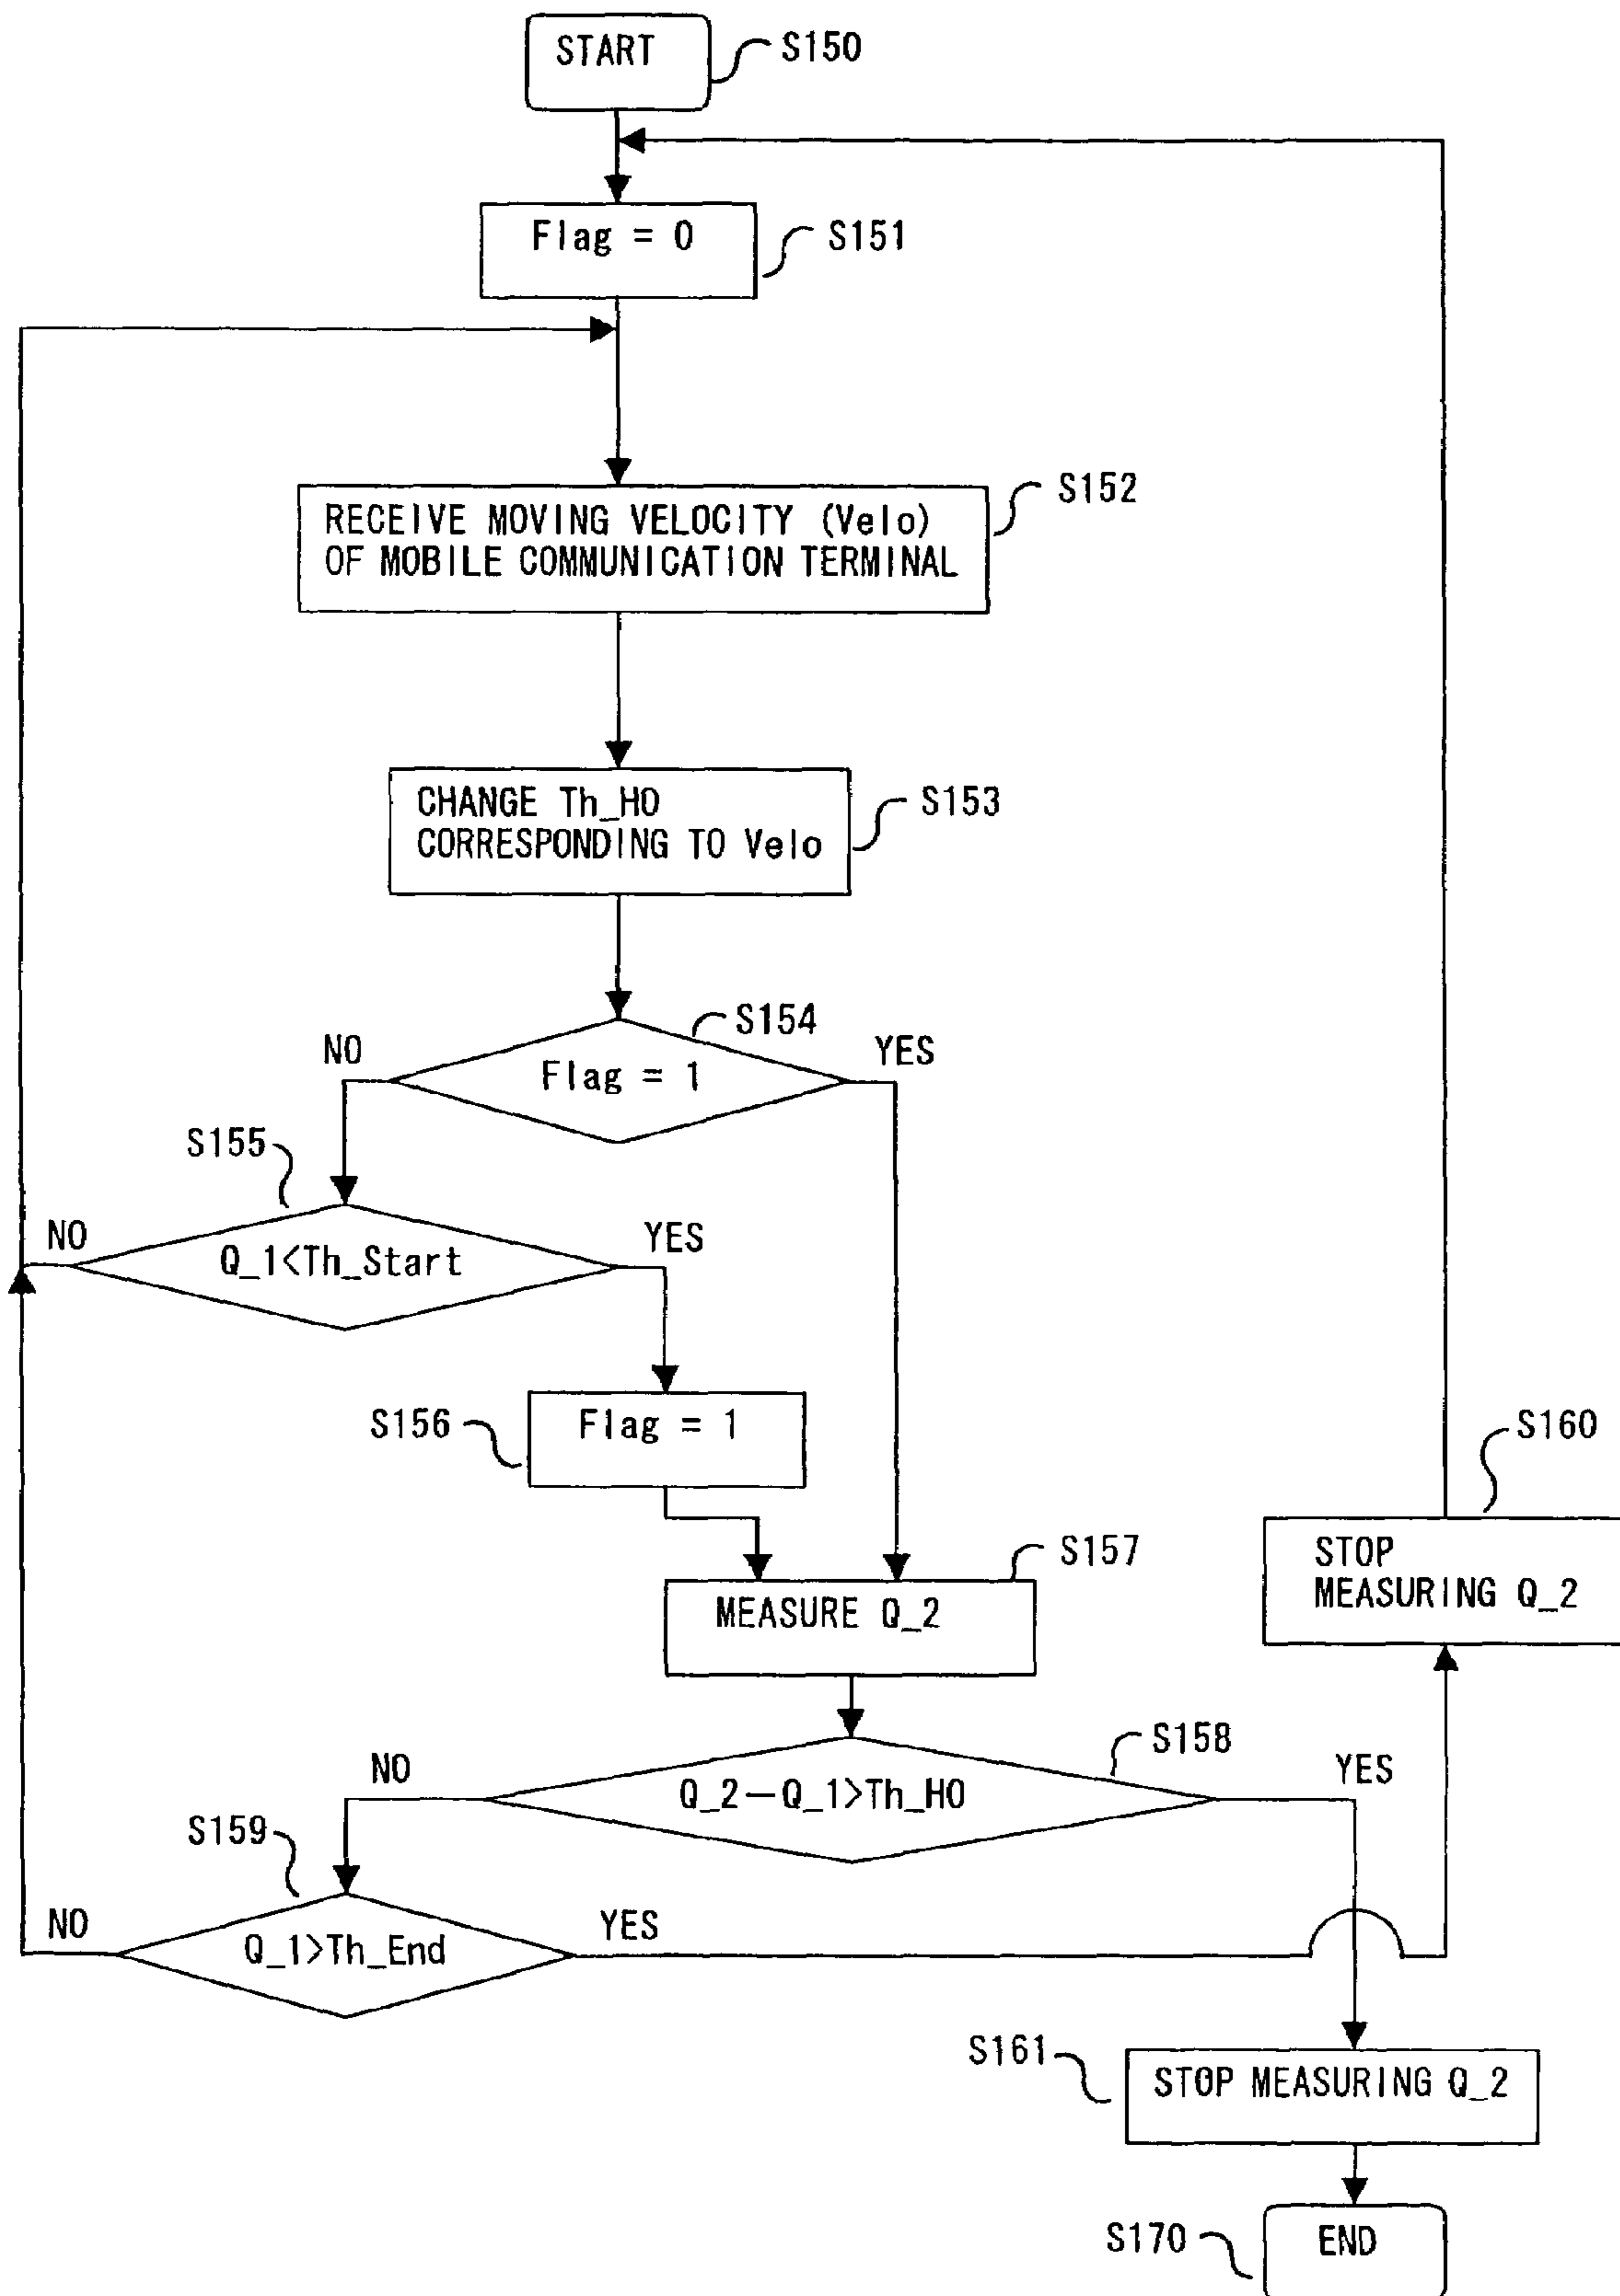 START
S150
Flag = 0
S151
RECEIVE MOVING VELOCITY (Velo)
OF MOBILE COMMUNICATION TERMINAL
S152
CHANGE Th_HO
CORRESPONDING TO Velo
S153
S154
NO
YES
Flag = 1
S155
NO
YES
Q_1<Th_Start
S156
Flag = 1
S160
STOP
MEASURING Q_2
S157
MEASURE Q_2
S158
NO
YES
Q_2-Q_1>Th_HO
S159
NO
YES
Q_1>Th_End
S161
STOP MEASURING Q_2
S170
END